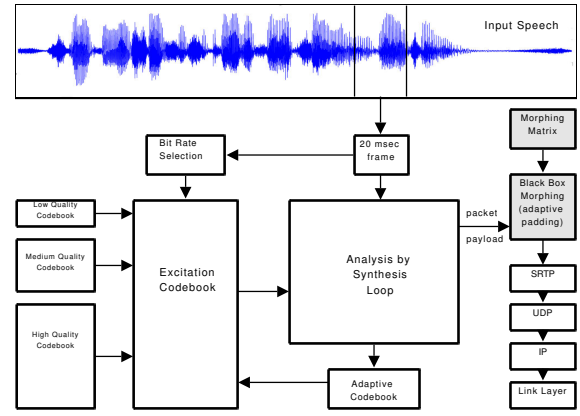 Input Speech
Bit Rate
Selection
20 msec
frame
Morphing
Matrix
Black Box
Morphing
(adaptive
padding)
packet
payload
Low Quality
Codebook
Medium Quality
Codebook
High Quality
Codebook
Excitation
Codebook
Analysis by
Synthesis
Loop
Adaptive
Codebook
SRTP
UDP
IP
Link Layer